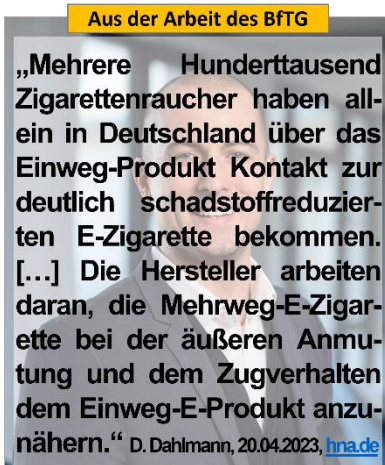 Aus der Arbeit des BfTG
„Mehrere Hunderttausend
Zigarettenraucher haben all-
ein in Deutschland über das
Einweg-Produkt Kontakt zur
deutlich schadstoffreduzier-
ten E-Zigarette bekommen.
[…] Die Hersteller arbeiten
daran, die Mehrweg-E-Zigar-
ette bei der äußeren Anmu-
tung und dem Zugverhalten
dem Einweg-E-Produkt anzu-
nähern.“ D. Dahlmann, 20.04.2023, hna.de